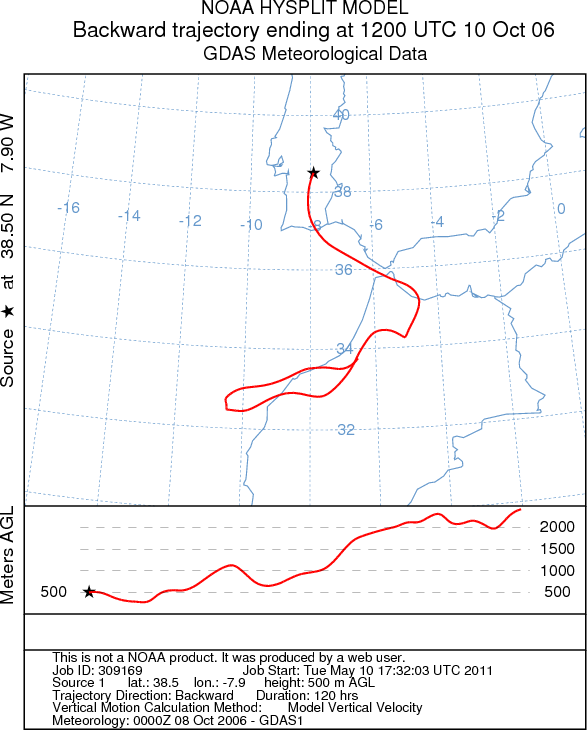 NOAA HYSPLIT MODEL
Backward trajectory ending at 1200 UTC 10 Oct 06
GDAS Meteorological Data
Source ★ at 38.50 N 7.90 W
40
38
-16
-14
-12
-10
-8
-6
-4
-2
0
36
34
32
Meters AGL
2000
1500
1000
500
500
This is not a NOAA product. It was produced by a web user.
Job ID: 309169 Job Start: Tue May 10 17:32:03 UTC 2011
Source 1 lat.: 38.5 lon.: -7.9 height: 500 m AGL
Trajectory Direction: Backward Duration: 120 hrs
Vertical Motion Calculation Method: Model Vertical Velocity
Meteorology: 0000Z 08 Oct 2006 - GDAS1